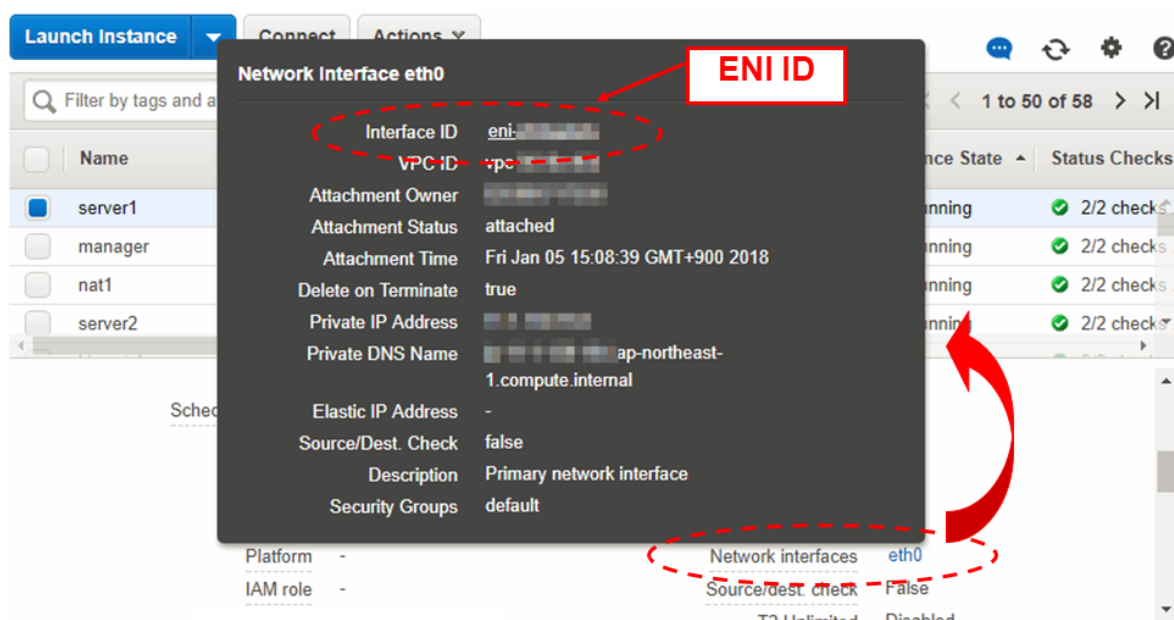 Launch Instance
Connect
Actions
ENI ID
Network Interface eth0
Filter by tags and a
1 to 50 of 58
Interface ID eni-
VPC ID vpc-
Name
nce State
Status Checks
Attachment Owner
server1
nning
2/2 checks
Attachment Status attached
manager
nning
2/2 checks
Attachment Time Fri Jan 05 15:08:39 GMT+900 2018
nat1
nning
2/2 checks
Delete on Terminate true
Private IP Address
server2
nning
2/2 checks
Private DNS Name ap-northeast-
1.compute.internal
Sched
Elastic IP Address -
Source/Dest. Check false
Description Primary network interface
Security Groups default
Platform -
Network interfaces eth0
IAM role -
Source/dest. check False
T2 Unlimited Disabled